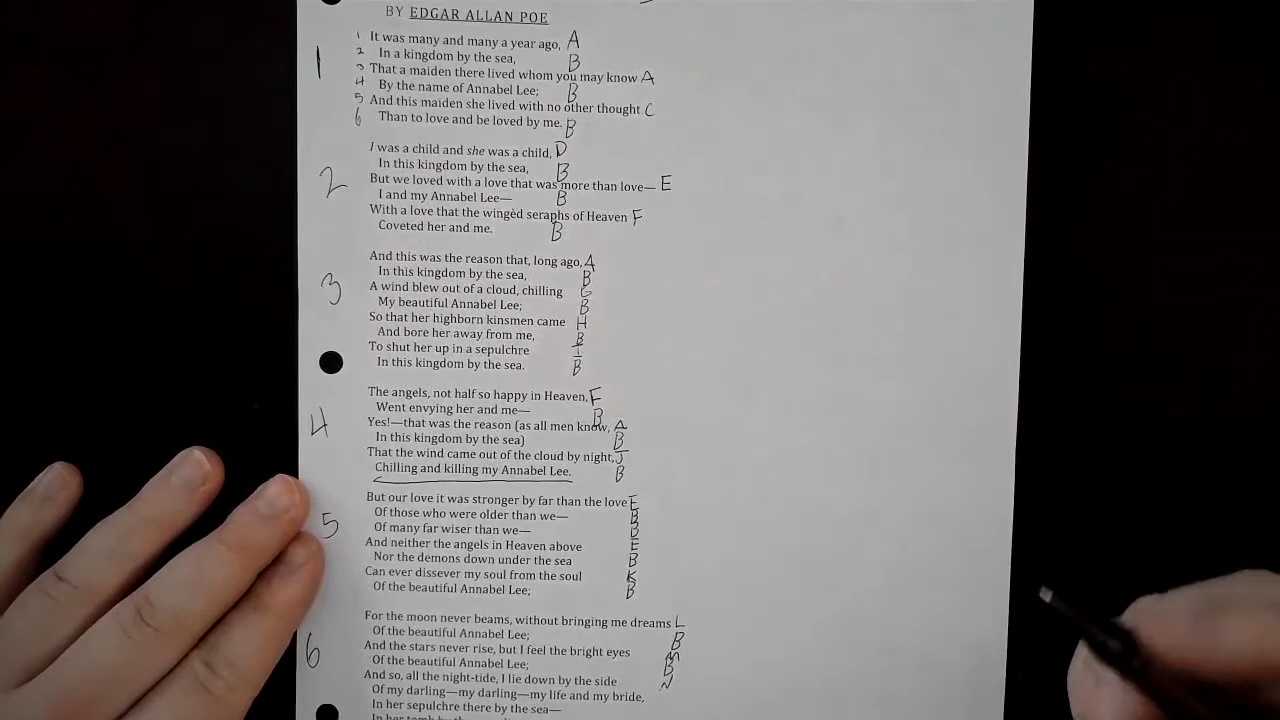 BY EDGAR ALLAN POE
1 It was many and many a year ago, A
2 In a kingdom by the sea, B
1 3 That a maiden there lived whom you may know A
4 By the name of Annabel Lee; B
5 And this maiden she lived with no other thought C
6 Than to love and be loved by me. B
I was a child and she was a child, D
In this kingdom by the sea, B
2 But we loved with a love that was more than love— E
I and my Annabel Lee— B
With a love that the wingèd seraphs of Heaven F
Coveted her and me. B
And this was the reason that, long ago, A
In this kingdom by the sea, B
3 A wind blew out of a cloud, chilling G
My beautiful Annabel Lee; B
So that her highborn kinsmen came H
And bore her away from me, B
To shut her up in a sepulchre I
In this kingdom by the sea. B
The angels, not half so happy in Heaven, F
Went envying her and me— B
4 Yes!—that was the reason (as all men know, A
In this kingdom by the sea) B
That the wind came out of the cloud by night, J
Chilling and killing my Annabel Lee. B
But our love it was stronger by far than the love E
Of those who were older than we— B
5 Of many far wiser than we— B
And neither the angels in Heaven above E
Nor the demons down under the sea B
Can ever dissever my soul from the soul K
Of the beautiful Annabel Lee; B
For the moon never beams, without bringing me dreams L
Of the beautiful Annabel Lee; B
6 And the stars never rise, but I feel the bright eyes M
Of the beautiful Annabel Lee; B
And so, all the night-tide, I lie down by the side N
Of my darling—my darling—my life and my bride,
In her sepulchre there by the sea—
In her tomb by the